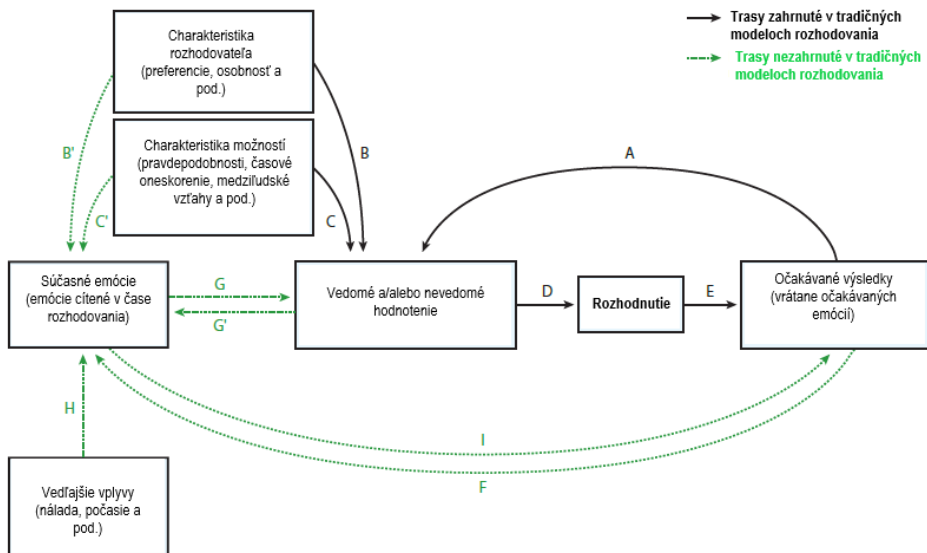 Charakteristika
rozhodovateľa
(preferencie, osobnosť a
pod.)
Trasy zahrnuté v tradičných
modeloch rozhodovania
Trasy nezahrnuté v tradičných
modeloch rozhodovania
Charakteristika možností
(pravdepodobnosti, časové
oneskorenie, medziľudské
vzťahy a pod.)
B'
B
A
C'
C
Súčasné emócie
(emócie cítené v čase
rozhodovania)
G
G'
Vedomé a/alebo nevedomé
hodnotenie
D
Rozhodnutie
E
Očakávané výsledky
(vrátane očakávaných
emócií)
H
I
F
Vedľajšie vplyvy
(nálada, počasie a
pod.)